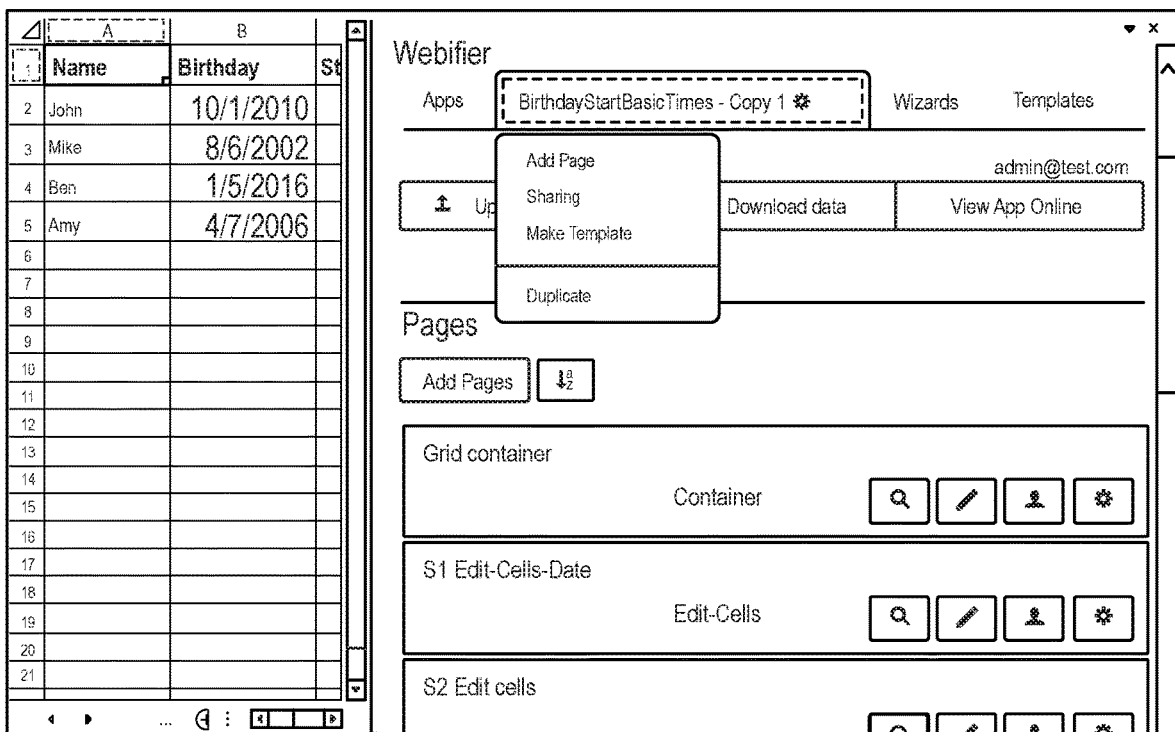 A B
1 Name Birthday St
2 John 10/1/2010
3 Mike 8/6/2002
4 Ben 1/5/2016
5 Amy 4/7/2006
6
7
8
9
10
11
12
13
14
15
16
17
18
19
20
21
...
Webifier
Apps BirthdayStartBasicTimes - Copy 1 Wizards Templates
admin@test.com
Up Download data View App Online
Add Page
Sharing
Make Template
Duplicate
Pages
Add Pages a z
Grid container
Container
S1 Edit-Cells-Date
Edit-Cells
S2 Edit cells